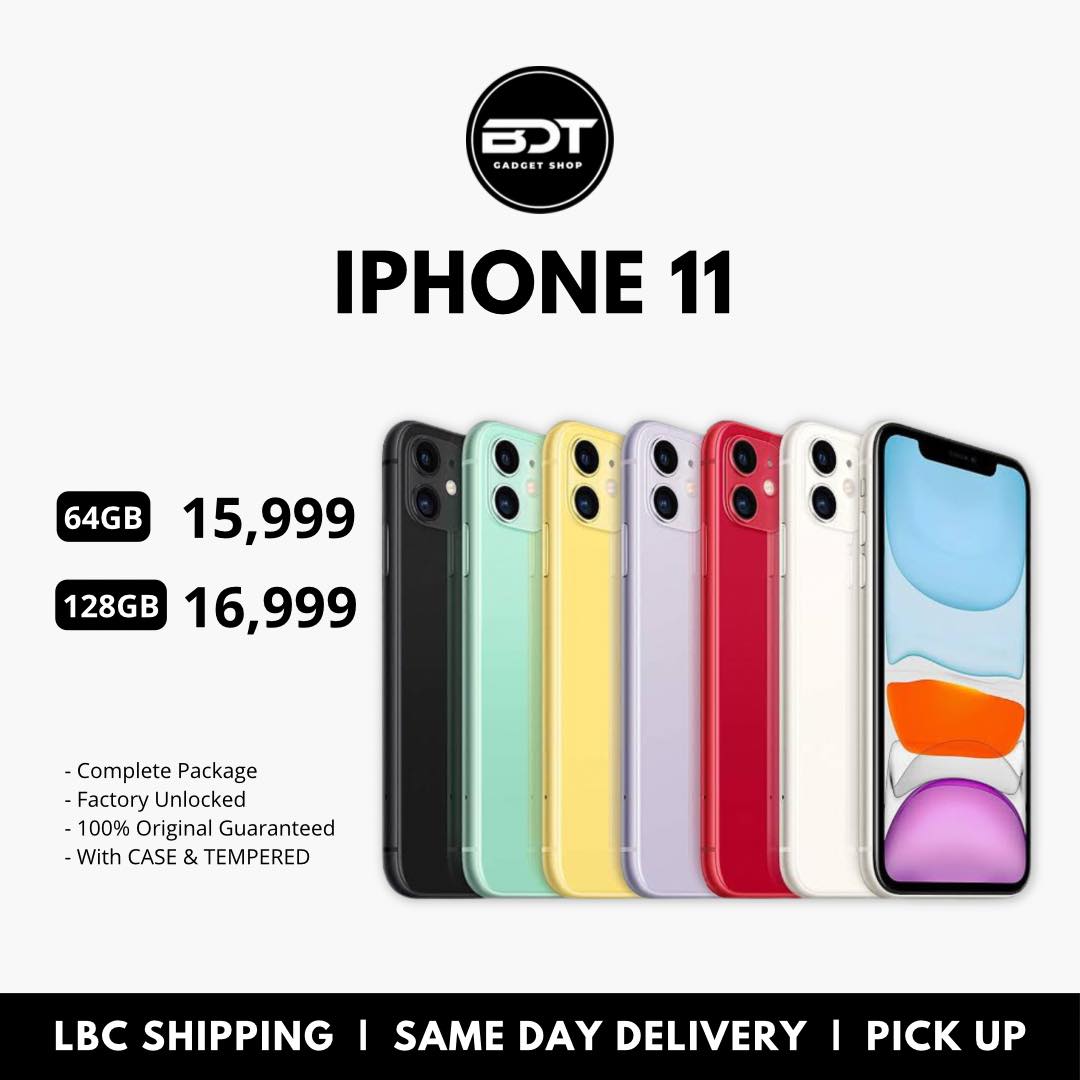 BDT
GADGET SHOP
IPHONE 11
64GB 15,999
128GB 16,999
- Complete Package
- Factory Unlocked
- 100% Original Guaranteed
- With CASE & TEMPERED
LBC SHIPPING | SAME DAY DELIVERY | PICK UP